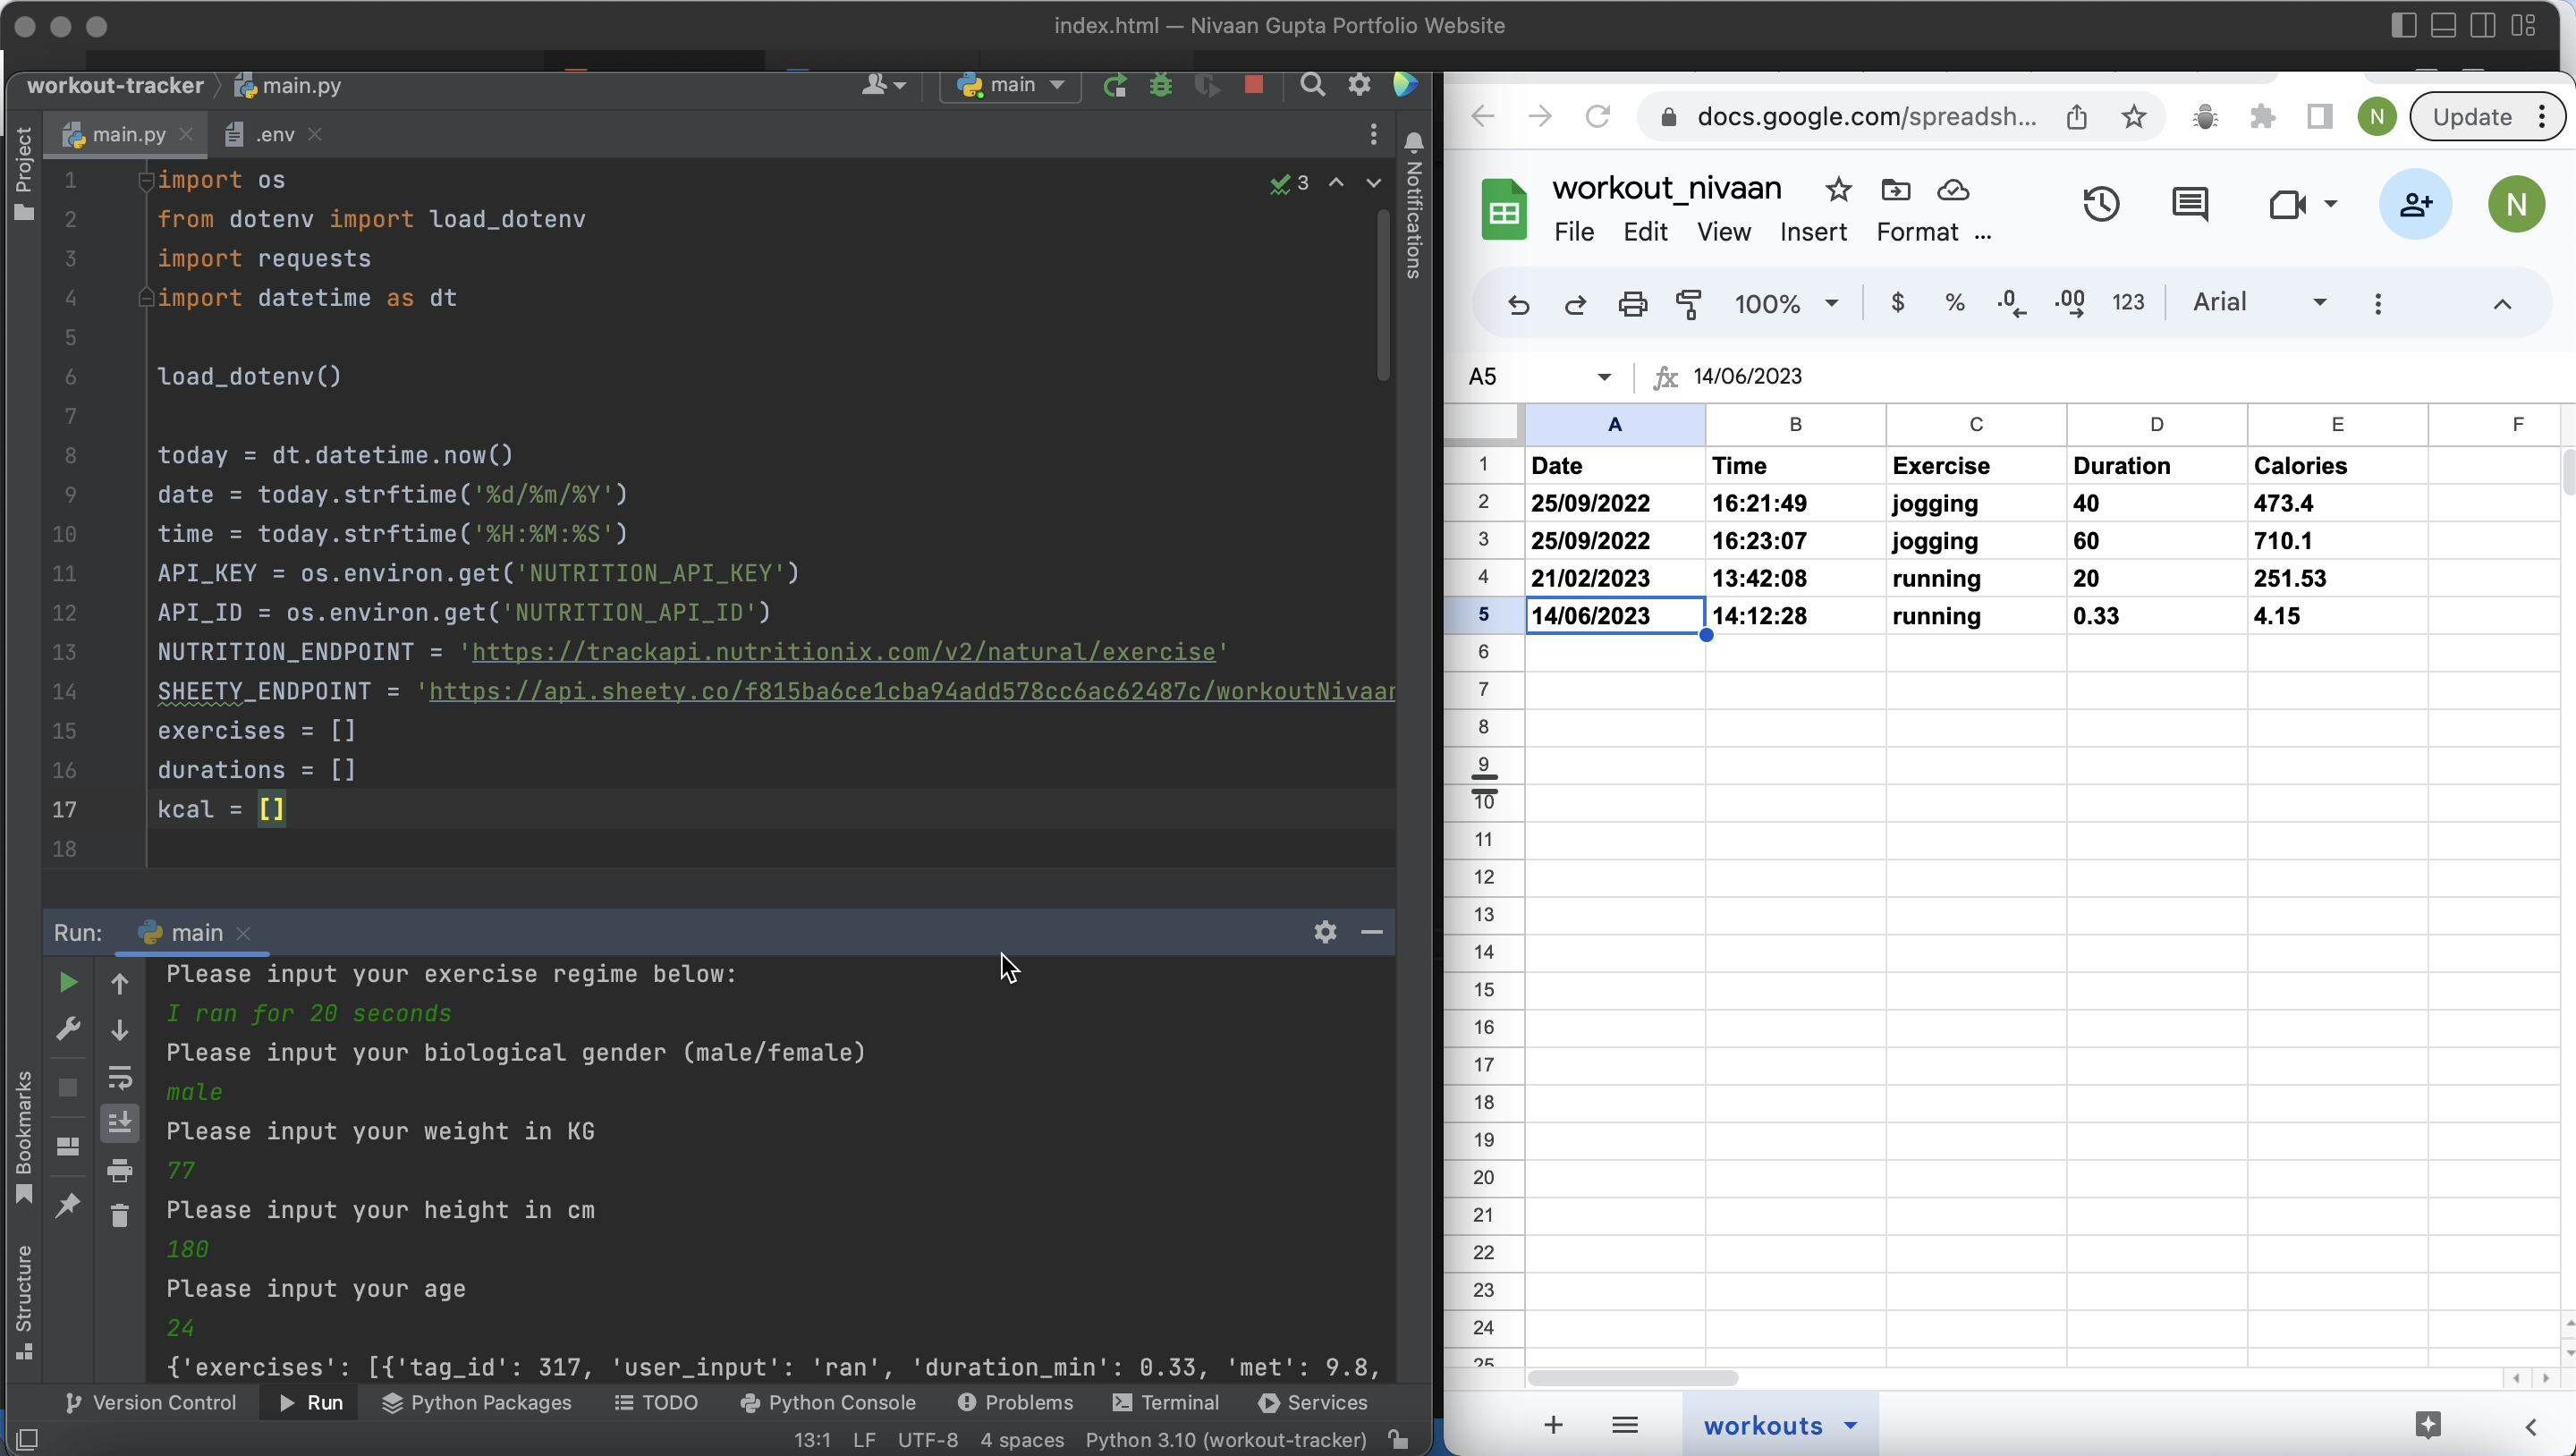 index.html — Nivaan Gupta Portfolio Website
workout-tracker main.py
main
main.py
.env
Project
Notifications
3
1 import os
2 from dotenv import load_dotenv
3 import requests
4 import datetime as dt
5
6 load_dotenv()
7
8 today = dt.datetime.now()
9 date = today.strftime('%d/%m/%Y')
10 time = today.strftime('%H:%M:%S')
11 API_KEY = os.environ.get('NUTRITION_API_KEY')
12 API_ID = os.environ.get('NUTRITION_API_ID')
13 NUTRITION_ENDPOINT = 'https://trackapi.nutritionix.com/v2/natural/exercise'
14 SHEETY_ENDPOINT = 'https://api.sheety.co/f815ba6ce1cba94add578cc6ac62487c/workoutNivaan
15 exercises = []
16 durations = []
17 kcal = []
18
Run: main
Please input your exercise regime below:
I ran for 20 seconds
Please input your biological gender (male/female)
male
Please input your weight in KG
77
Please input your height in cm
180
Please input your age
24
{'exercises': [{'tag_id': 317, 'user_input': 'ran', 'duration_min': 0.33, 'met': 9.8,
Bookmarks
Structure
Version Control Run Python Packages TODO Python Console Problems Terminal Services
13:1 LF UTF-8 4 spaces Python 3.10 (workout-tracker)
docs.google.com/spreadsh...
N
Update
workout_nivaan
N
File Edit View Insert Format ...
100% $ % .0 .00 123 Arial
A5 fx 14/06/2023
A B C D E F
1 Date Time Exercise Duration Calories
2 25/09/2022 16:21:49 jogging 40 473.4
3 25/09/2022 16:23:07 jogging 60 710.1
4 21/02/2023 13:42:08 running 20 251.53
5 14/06/2023 14:12:28 running 0.33 4.15
6
7
8
9
10
11
12
13
14
15
16
17
18
19
20
21
22
23
24
25
workouts